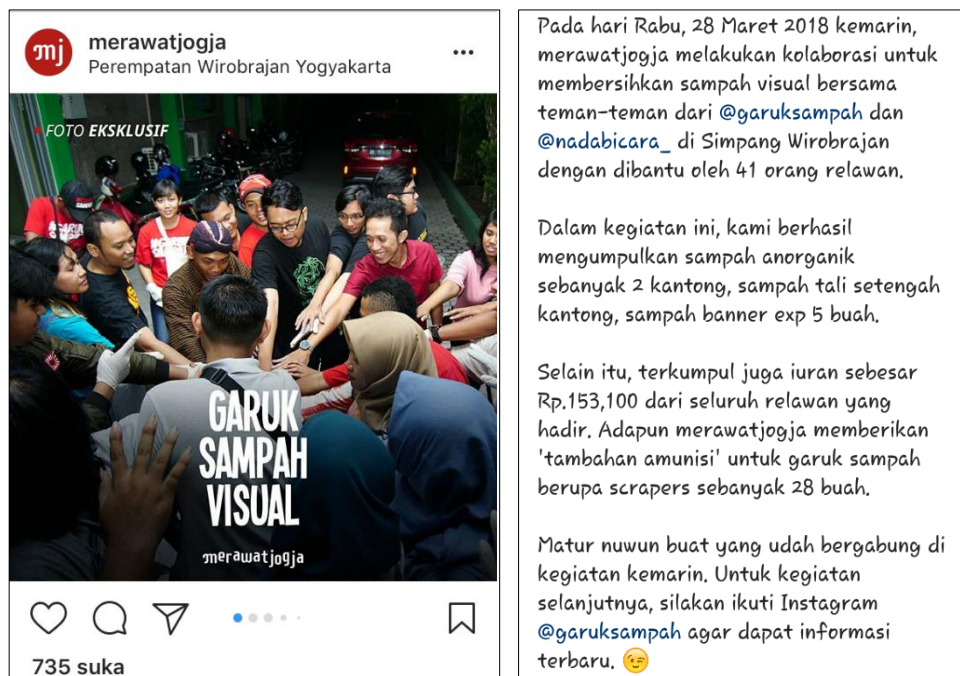 mj
merawatjogja
Perempatan Wirobrajan Yogyakarta
FOTO EKSKLUSIF
GARUK
SAMPAH
VISUAL
merawatjogja
735 suka
Pada hari Rabu, 28 Maret 2018 kemarin,
merawatjogja melakukan kolaborasi untuk
membersihkan sampah visual bersama
teman-teman dari @garuksampah dan
@nadabicara_ di Simpang Wirobrajan
dengan dibantu oleh 41 orang relawan.
Dalam kegiatan ini, kami berhasil
mengumpulkan sampah anorganik
sebanyak 2 kantong, sampah tali setengah
kantong, sampah banner exp 5 buah.
Selain itu, terkumpul juga iuran sebesar
Rp.153,100 dari seluruh relawan yang
hadir. Adapun merawatjogja memberikan
'tambahan amunisi' untuk garuk sampah
berupa scrapers sebanyak 28 buah.
Matur nuwun buat yang udah bergabung di
kegiatan kemarin. Untuk kegiatan
selanjutnya, silakan ikuti Instagram
@garuksampah agar dapat informasi
terbaru. 😉